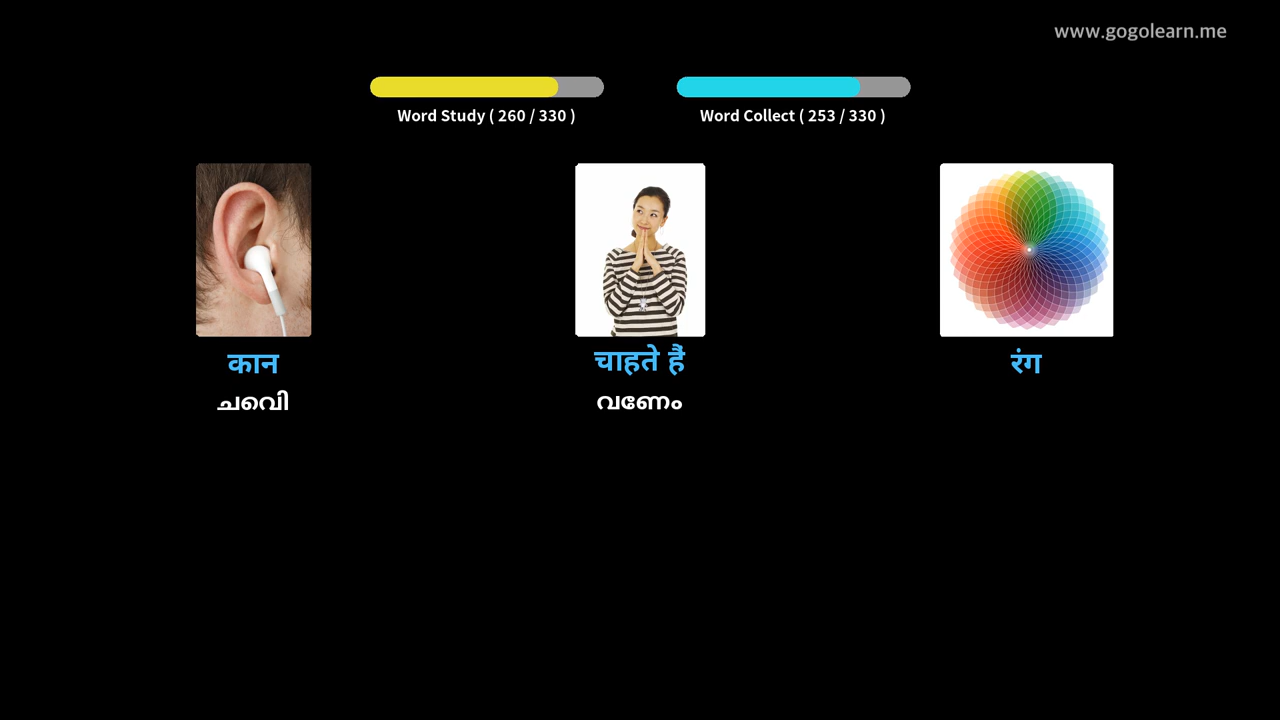 www.gogolearn.me
Word Study ( 260 / 330 )
Word Collect ( 253 / 330 )
कान
चाहते हैं
रंग
ചവെി
വണേം